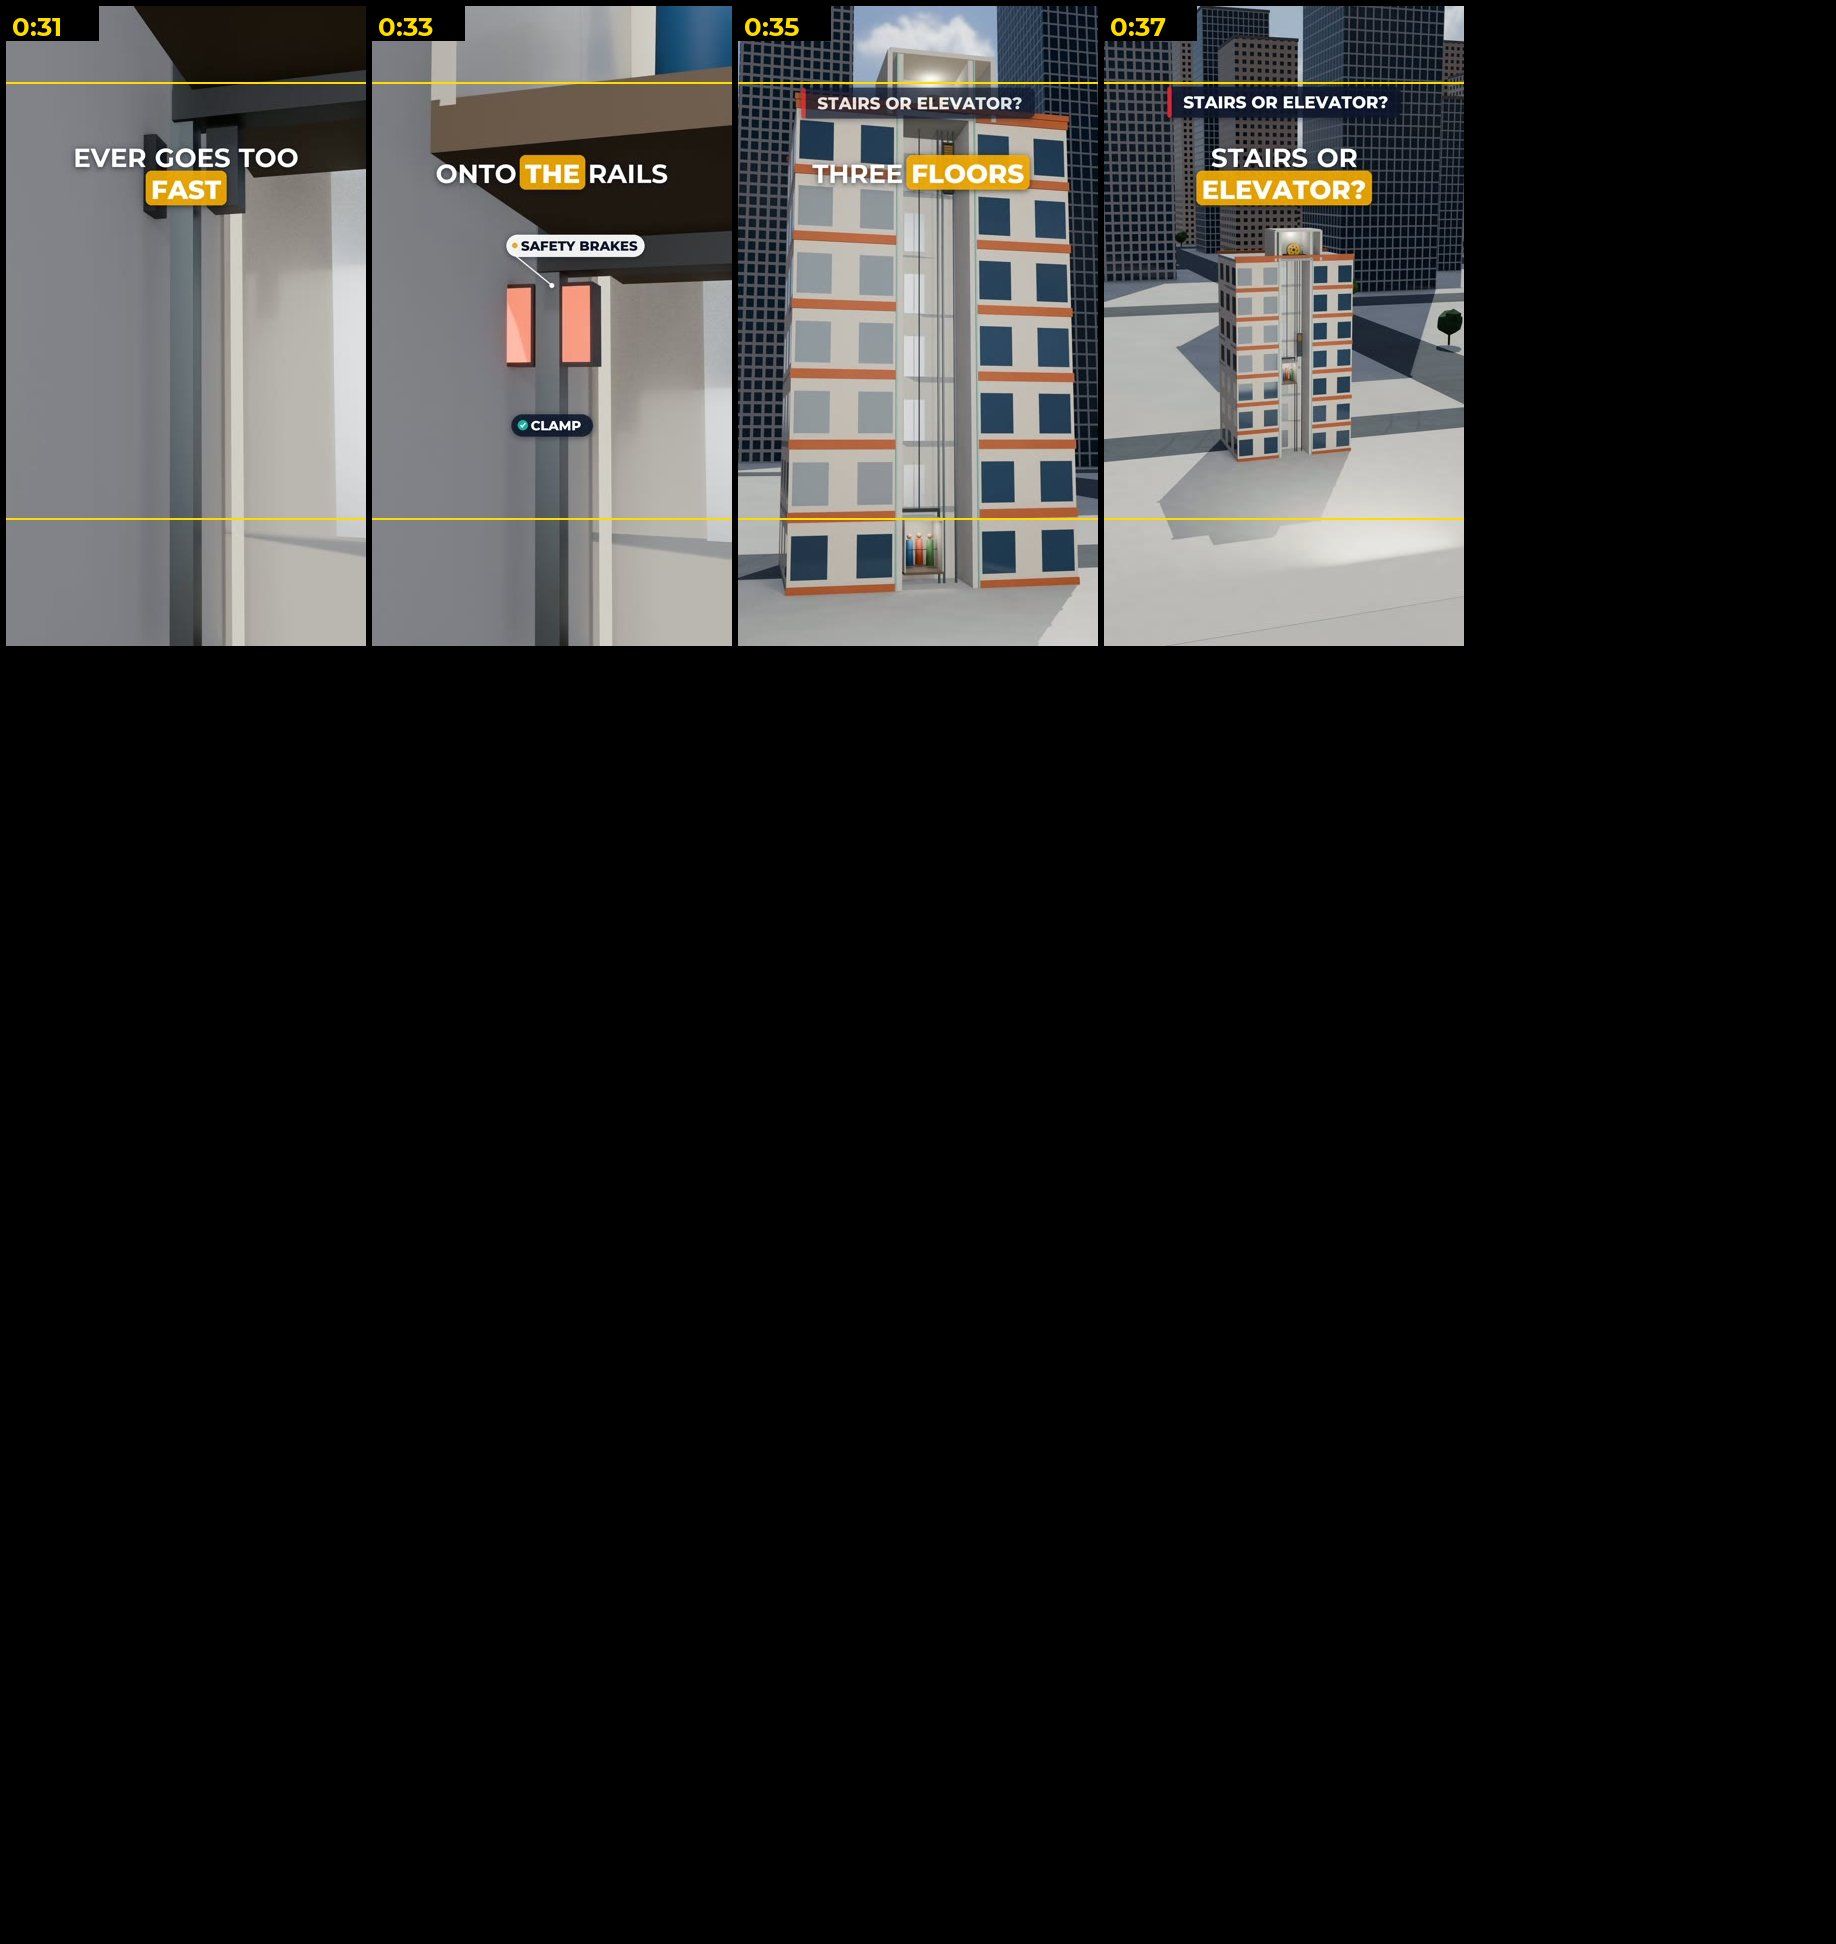 0:31
EVER GOES TOO
FAST
0:33
ONTO THE RAILS
SAFETY BRAKES
CLAMP
0:35
STAIRS OR ELEVATOR?
THREE FLOORS
0:37
STAIRS OR ELEVATOR?
STAIRS OR
ELEVATOR?